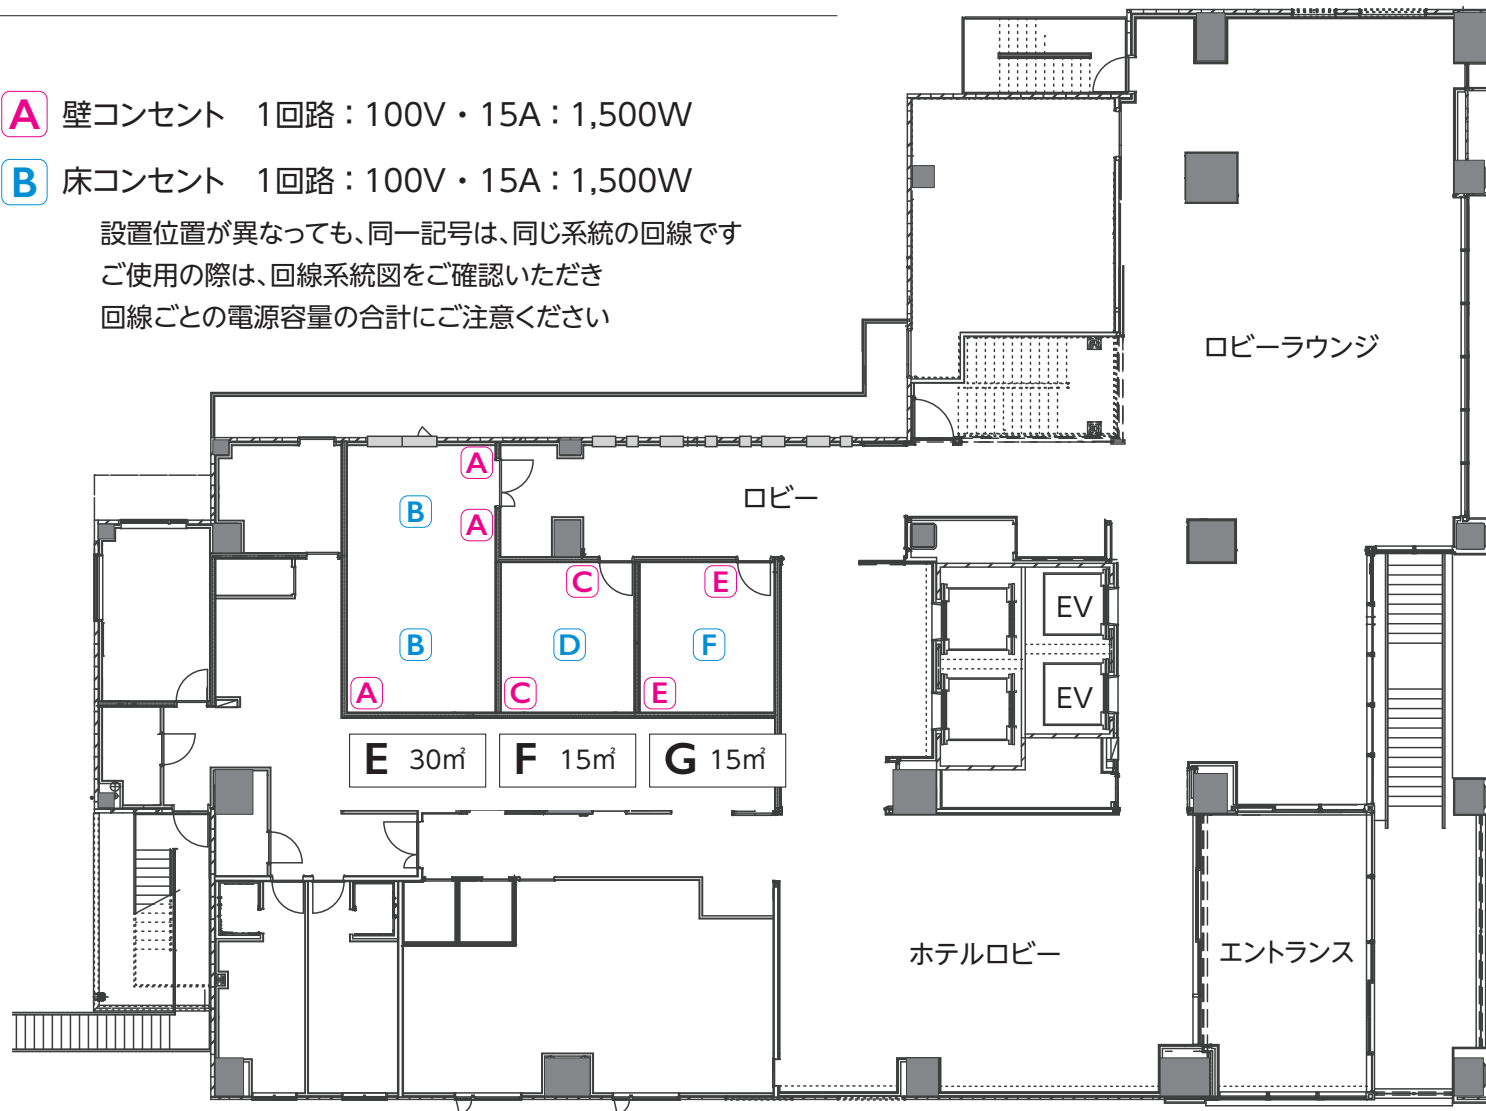 A 壁コンセント 1回路：100V・15A：1,500W
B 床コンセント 1回路：100V・15A：1,500W
設置位置が異なっても、同一記号は、同じ系統の回線です
ご使用の際は、回線系統図をご確認いただき
回線ごとの電源容量の合計にご注意ください
ロビーラウンジ
A
B
A
ロビー
C
E
EV
B
D
F
A
C
E
EV
E 30㎡
F 15㎡
G 15㎡
ホテルロビー
エントランス